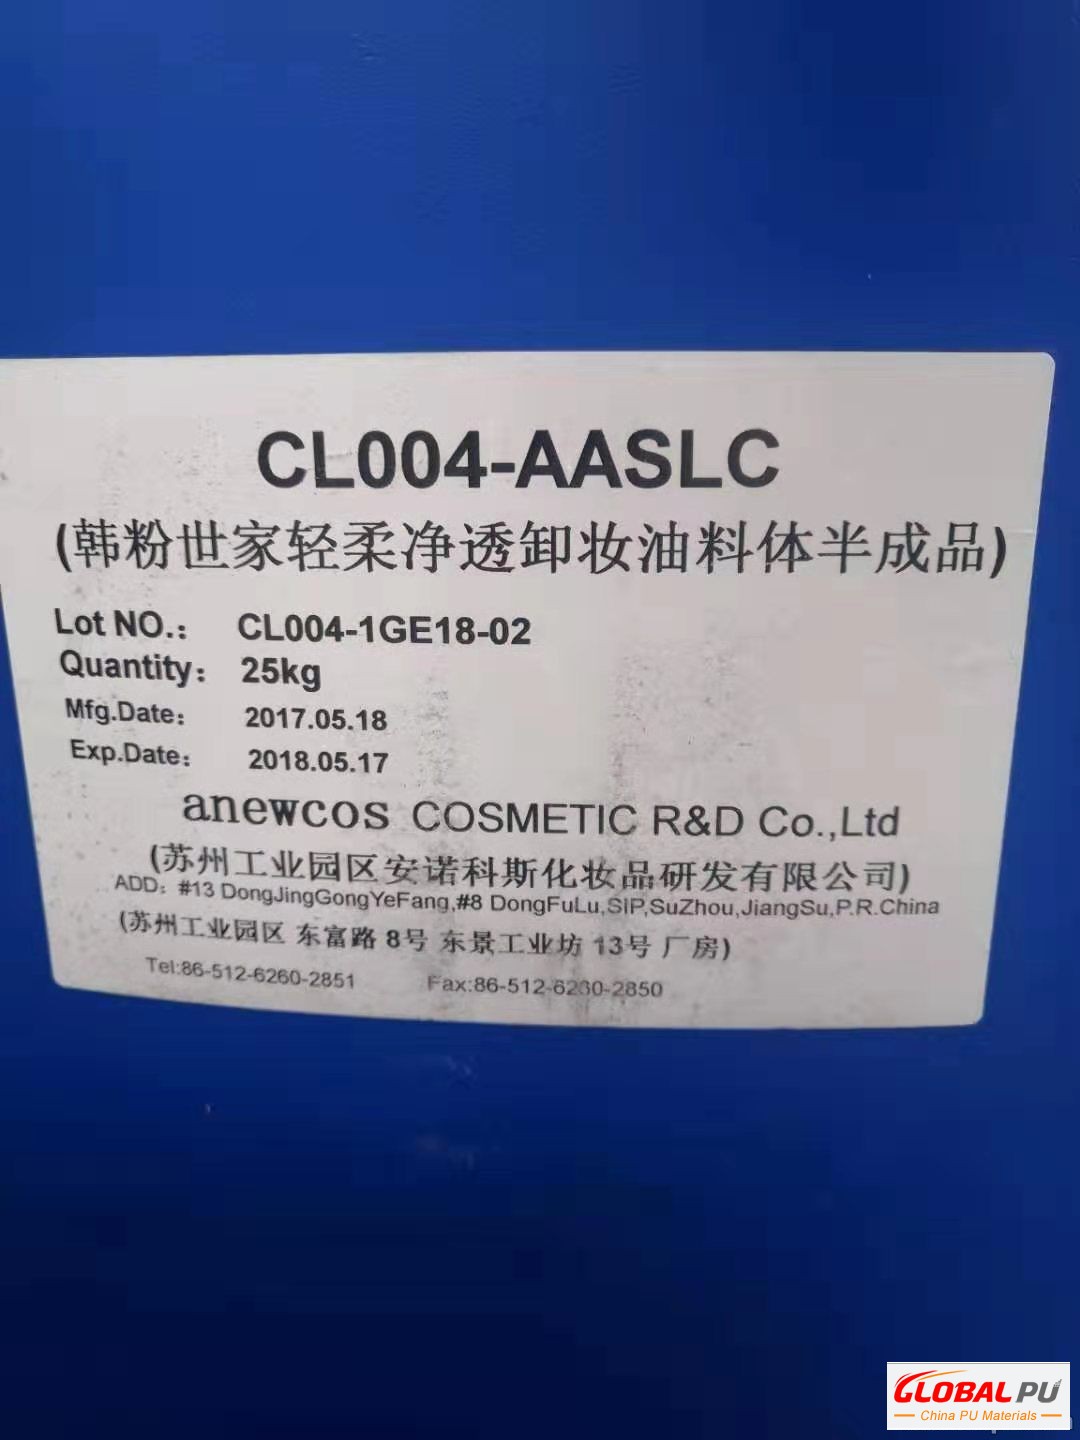 CL004-AASLC
(韩粉世家轻柔净透卸妆油料体半成品)
Lot NO.: CL004-1GE18-02
Quantity: 25kg
Mfg.Date: 2017.05.18
Exp.Date: 2018.05.17
anewcos COSMETIC R&D Co.,Ltd
(苏州工业园区安诺科斯化妆品研发有限公司)
ADD: #13 DongJingGongYeFang,#8 DongFuLu,SIP,SuZhou,JiangSu,P.R.China
(苏州工业园区 东富路 8号 东景工业坊 13号 厂房)
Tel:86-512-6260-2851 Fax:86-512-6260-2850
GLOBAL PU
China PU Materials